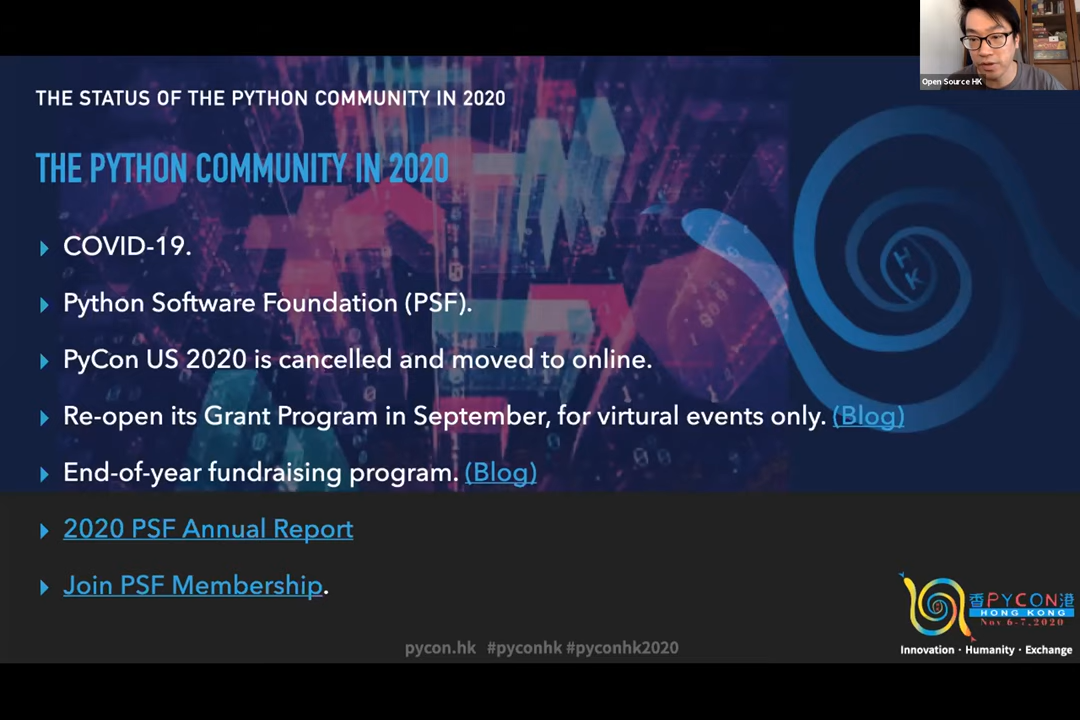 Open Source HK
THE STATUS OF THE PYTHON COMMUNITY IN 2020
THE PYTHON COMMUNITY IN 2020
COVID-19.
Python Software Foundation (PSF).
PyCon US 2020 is cancelled and moved to online.
Re-open its Grant Program in September, for virtural events only. (Blog)
End-of-year fundraising program. (Blog)
2020 PSF Annual Report
Join PSF Membership.
HK
香PYCON港
HONG KONG
Nov 6-7, 2020
Innovation · Humanity · Exchange
pycon.hk #pyconhk #pyconhk2020